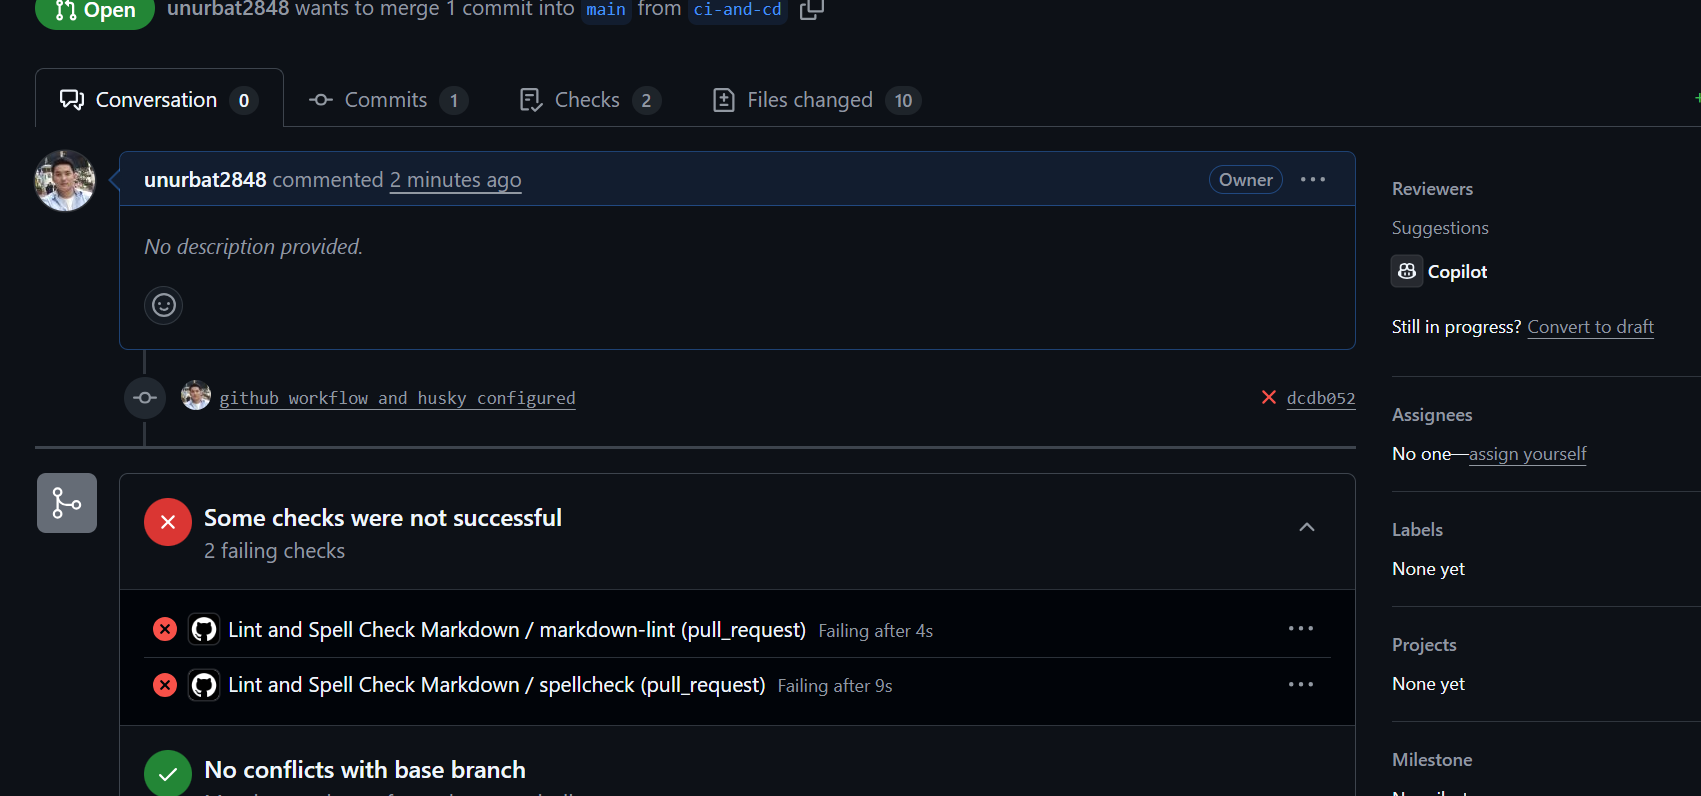 Open unurbat2848 wants to merge 1 commit into main from ci-and-cd
Conversation 0 Commits 1 Checks 2 Files changed 10
unurbat2848 commented 2 minutes ago Owner
No description provided.
github workflow and husky configured dcdb052
Some checks were not successful
2 failing checks
Lint and Spell Check Markdown / markdown-lint (pull_request) Failing after 4s
Lint and Spell Check Markdown / spellcheck (pull_request) Failing after 9s
No conflicts with base branch
Reviewers
Suggestions
Copilot
Still in progress? Convert to draft
Assignees
No one—assign yourself
Labels
None yet
Projects
None yet
Milestone